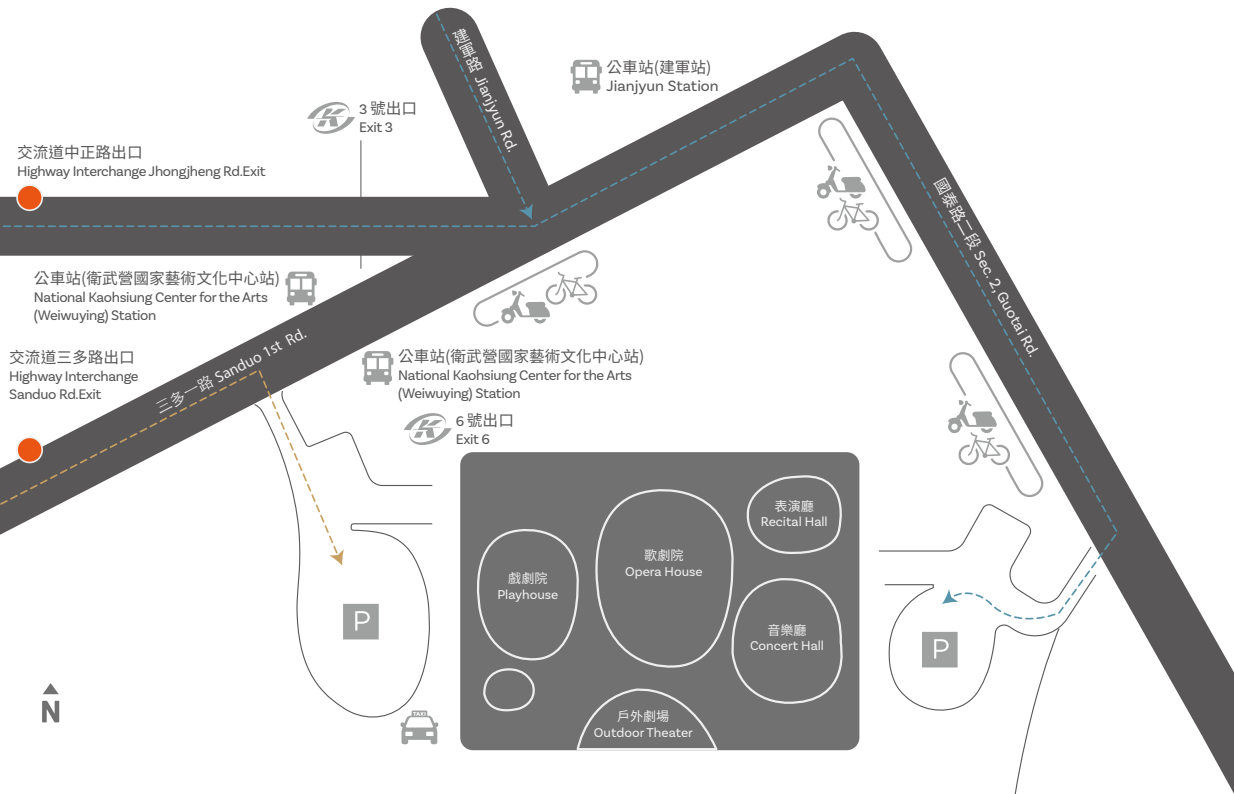 建軍路 Jianjyun Rd.
公車站(建軍站)
Jianjyun Station
3 號出口
Exit 3
交流道中正路出口
Highway Interchange Jhongjheng Rd.Exit
國泰路二段 Sec. 2, Guotai Rd.
公車站(衛武營國家藝術文化中心站)
National Kaohsiung Center for the Arts
(Weiwuying) Station
三多一路 Sanduo 1st Rd.
交流道三多路出口
Highway Interchange
Sanduo Rd.Exit
公車站(衛武營國家藝術文化中心站)
National Kaohsiung Center for the Arts
(Weiwuying) Station
6 號出口
Exit 6
表演廳
Recital Hall
歌劇院
Opera House
戲劇院
Playhouse
音樂廳
Concert Hall
P
P
N
TAXI
戶外劇場
Outdoor Theater